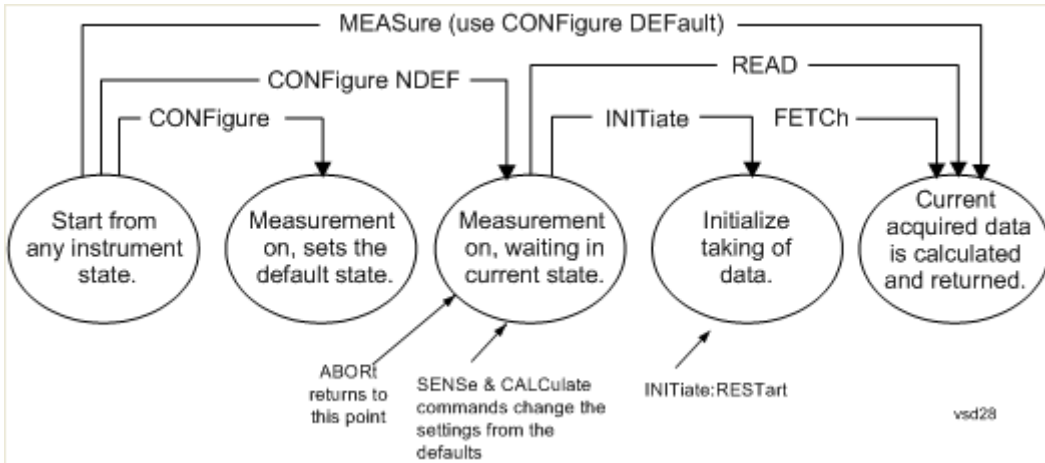 MEASure (use CONFigure DEFault)
CONFigure NDEF
READ
CONFigure
INITiate
FETCh
Start from
any instrument
state.
Measurement
on, sets the
default state.
Measurement
on, waiting in
current state.
Initialize
taking of
data.
Current
acquired data
is calculated
and returned.
ABORt
returns to
this point
SENSe & CALCulate
commands change the
settings from the
defaults
INITiate:RESTart
vsd28